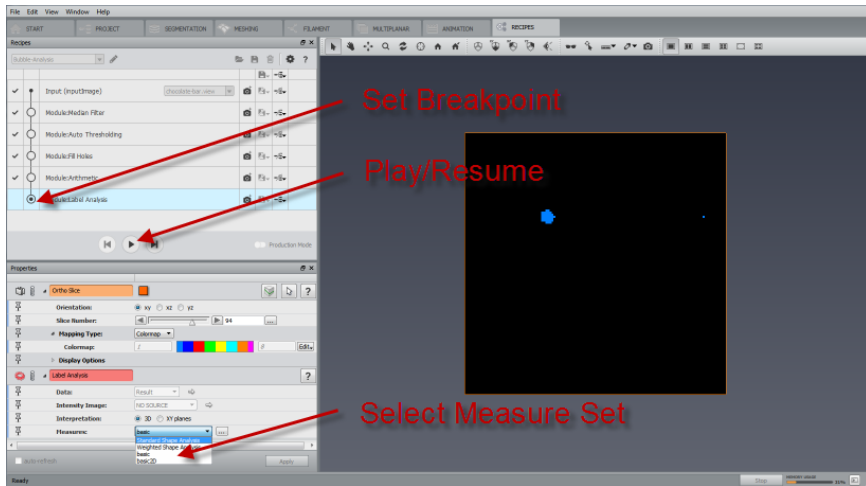 File Edit View Window Help
START
PROJECT
SEGMENTATION
MESHING
FILAMENT
MULTIPLANAR
ANIMATION
RECIPES
Recipes
Bubble Analysis
Input (inputImage)
chocolate-bar.view
Module:Median Filter
Module:Auto Thresholding
Module:Fill Holes
Module:Arithmetic
Module:Label Analysis
Production Mode
Set Breakpoint
Play/Resume
Properties
Ortho Slice
Orientation:
xy
xz
yz
Slice Number:
94
Mapping Type:
Colormap
Colormap:
Edit
Display Options
Label Analysis
Data:
Result
Intensity Image:
NO SOURCE
Interpretation:
3D
XY planes
Measures:
basic
Standard Shape Analysis
Weighted Shape Analysis
basic
basic2D
Select Measure Set
auto-refresh
Apply
Ready
Stop